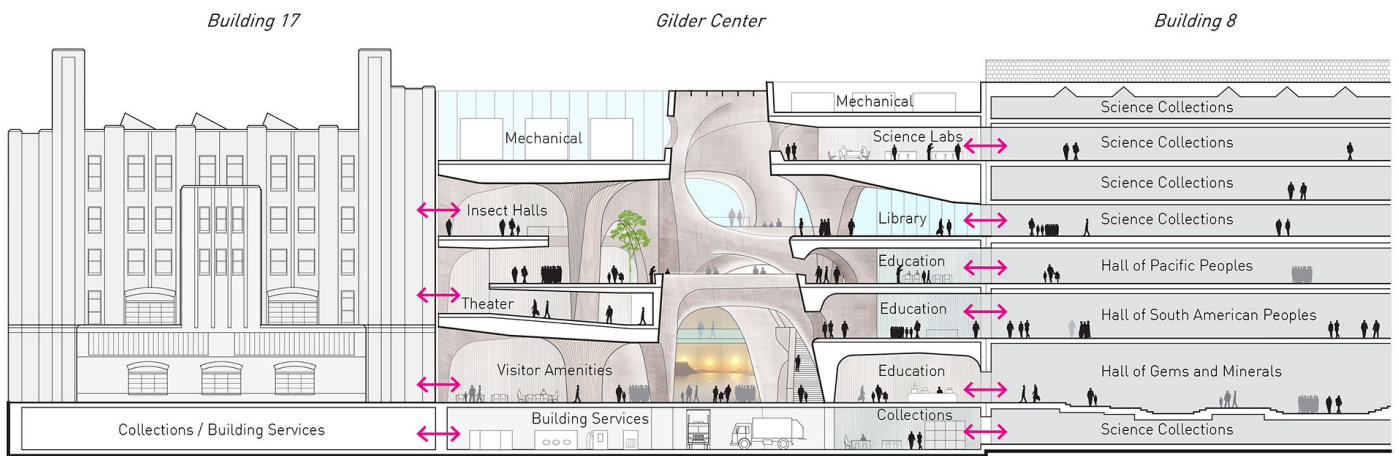 Building 17
Gilder Center
Building 8
Mechanical
Science Collections
Mechanical
Science Labs
Science Collections
Science Collections
Insect Halls
Library
Science Collections
Education
Hall of Pacific Peoples
Theater
Education
Hall of South American Peoples
Visitor Amenities
Education
Hall of Gems and Minerals
Collections / Building Services
Building Services
Collections
Science Collections